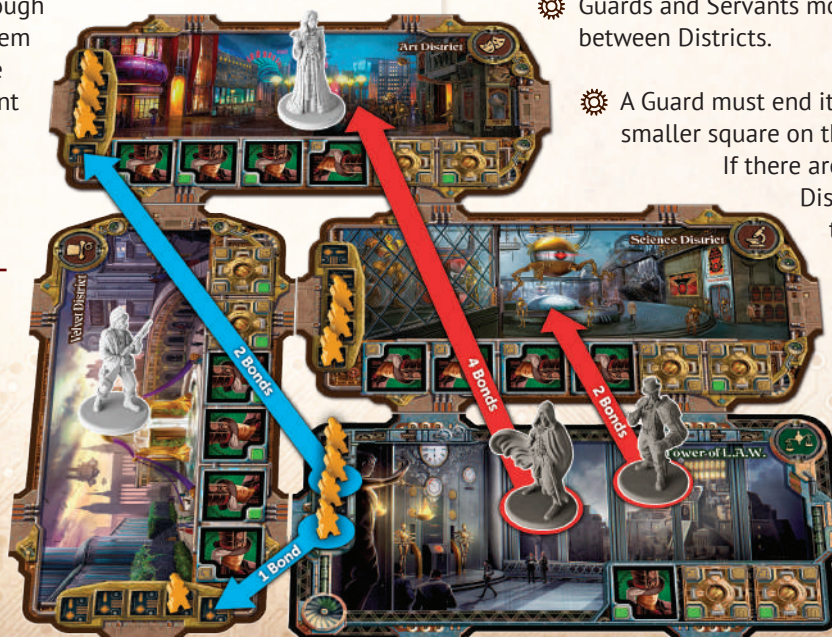 ough
em
e
nt
Guards and Servants mo
between Districts.
A Guard must end it
smaller square on th
If there ar
Dis
t
Art District
Science District
Velvet District
2 Bonds
4 Bonds
2 Bonds
1 Bond
Tower of L.A.W.